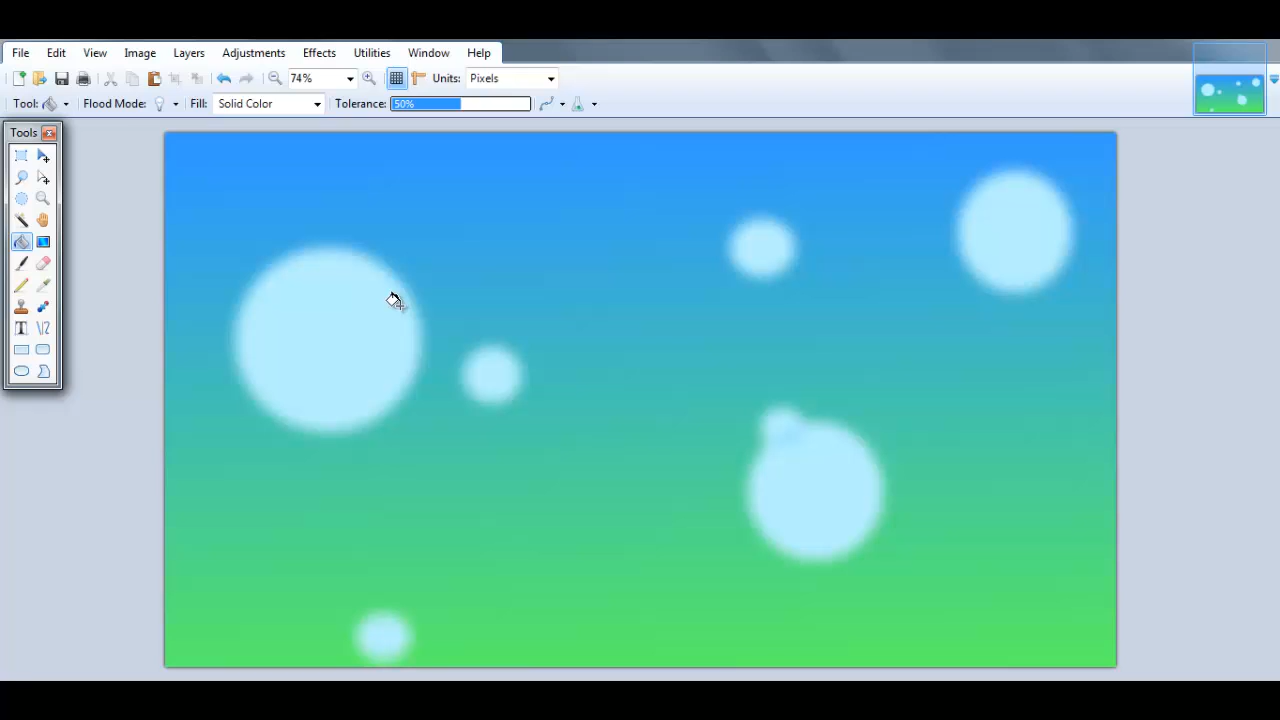 File Edit View Image Layers Adjustments Effects Utilities Window Help
74% Units: Pixels
Tool: Flood Mode: Fill: Solid Color Tolerance: 50%
Tools
T